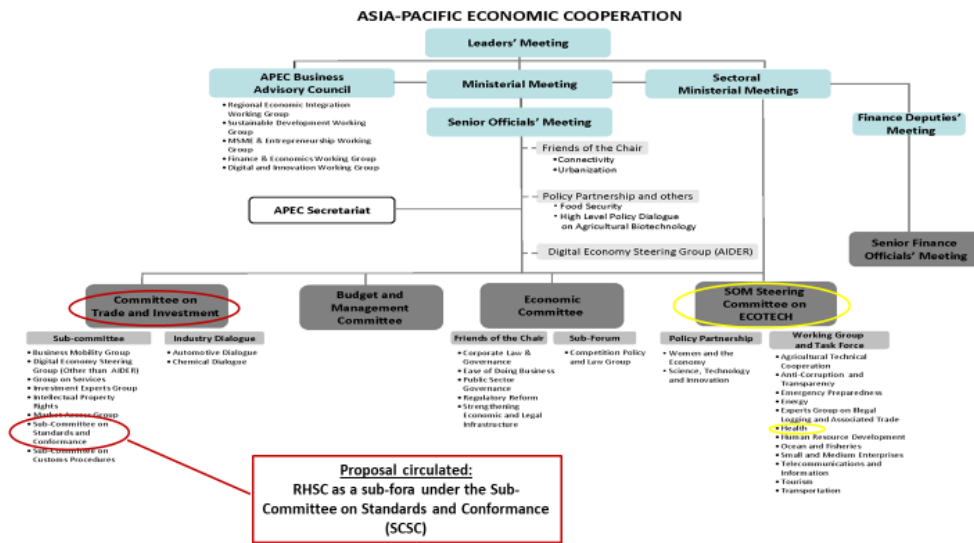 ASIA-PACIFIC ECONOMIC COOPERATION
Leaders' Meeting
APEC Business
Advisory Council
Ministerial Meeting
Sectoral
Ministerial Meetings
• Regional Economic Integration
Working Group
• Sustainable Development Working
Group
• MSME & Entrepreneurship Working
Group
• Finance & Economics Working Group
• Digital and Innovation Working Group
Senior Officials' Meeting
Finance Deputies'
Meeting
Friends of the Chair
•Connectivity
•Urbanization
Policy Partnership and others
• Food Security
• High Level Policy Dialogue
on Agricultural Biotechnology
APEC Secretariat
Digital Economy Steering Group (AIDER)
Senior Finance
Officials' Meeting
Committee on
Trade and Investment
Budget and
Management
Committee
Economic
Committee
SOM Steering
Committee on
ECOTECH
Sub-committee
• Business Mobility Group
• Digital Economy Steering
Group (Other than AIDER)
• Group on Services
• Investment Experts Group
• Intellectual Property
Rights
• Market Access Group
• Sub-Committee on
Standards and
Conformance
• Sub-Committee on
Customs Procedures
Industry Dialogue
• Automotive Dialogue
• Chemical Dialogue
Friends of the Chair
• Corporate Law &
Governance
• Ease of Doing Business
• Public Sector
Governance
• Regulatory Reform
• Strengthening
Economic and Legal
Infrastructure
Sub-Forum
• Competition Policy
and Law Group
Policy Partnership
• Women and the
Economy
• Science, Technology
and Innovation
Working Group
and Task Force
• Agricultural Technical
Cooperation
• Anti-Corruption and
Transparency
• Emergency Preparedness
• Energy
• Experts Group on Illegal
Logging and Associated Trade
• Health
• Human Resource Development
• Ocean and Fisheries
• Small and Medium Enterprises
• Telecommunications and
Information
• Tourism
• Transportation
Proposal circulated:
RHSC as a sub-fora under the Sub-
Committee on Standards and Conformance
(SCSC)